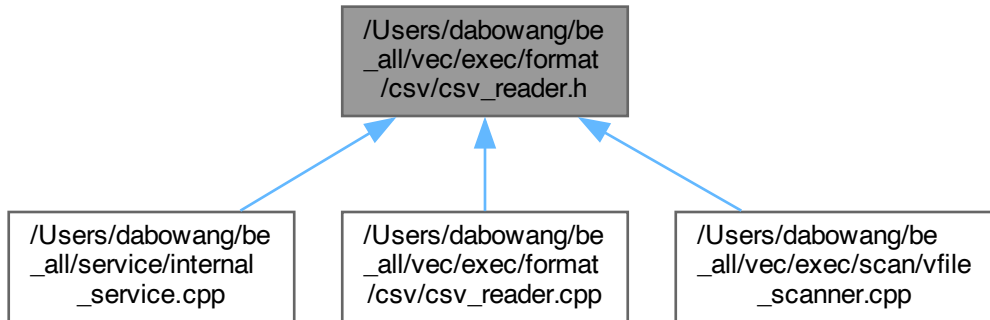 /Users/dabowang/be
_all/vec/exec/format
/csv/csv_reader.h
/Users/dabowang/be
_all/service/internal
_service.cpp
/Users/dabowang/be
_all/vec/exec/format
/csv/csv_reader.cpp
/Users/dabowang/be
_all/vec/exec/scan/vfile
_scanner.cpp